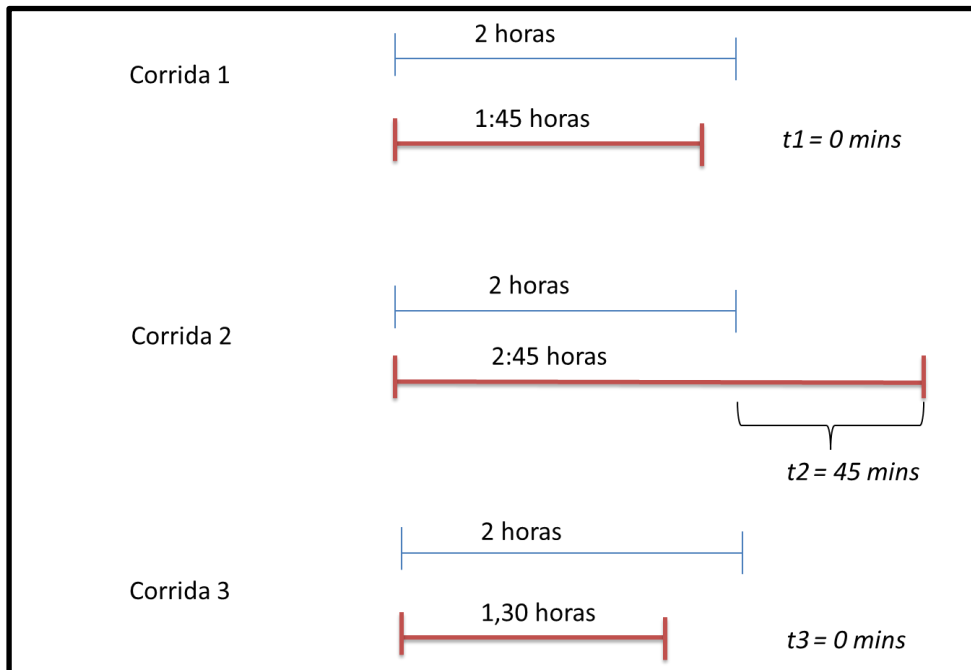 2 horas
Corrida 1
1:45 horas
t1 = 0 mins
2 horas
Corrida 2
2:45 horas
t2 = 45 mins
2 horas
Corrida 3
1,30 horas
t3 = 0 mins